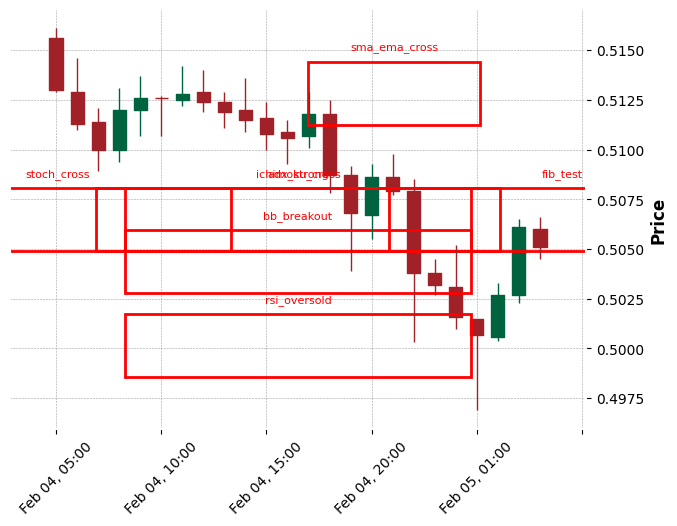 sma_ema_cross
0.5150
0.5125
0.5100
stoch_cross
fib_test
0.5075
bb_breakout
0.5050
0.5025
rsi_oversold
0.5000
0.4975
Price
Feb 04, 05:00
Feb 04, 10:00
Feb 04, 15:00
Feb 04, 20:00
Feb 05, 01:00